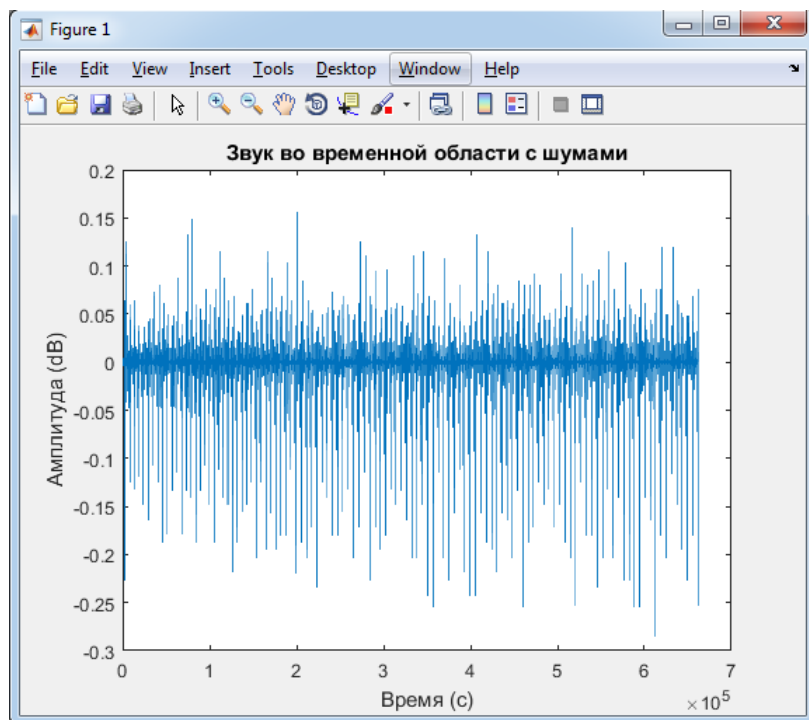 Figure 1
File Edit View Insert Tools Desktop Window Help
Звук во временной области с шумами
0.2
0.15
0.1
0.05
0
-0.05
-0.1
-0.15
-0.2
-0.25
-0.3
Амплитуда (dB)
0 1 2 3 4 5 6 7
Время (с)
×10⁵